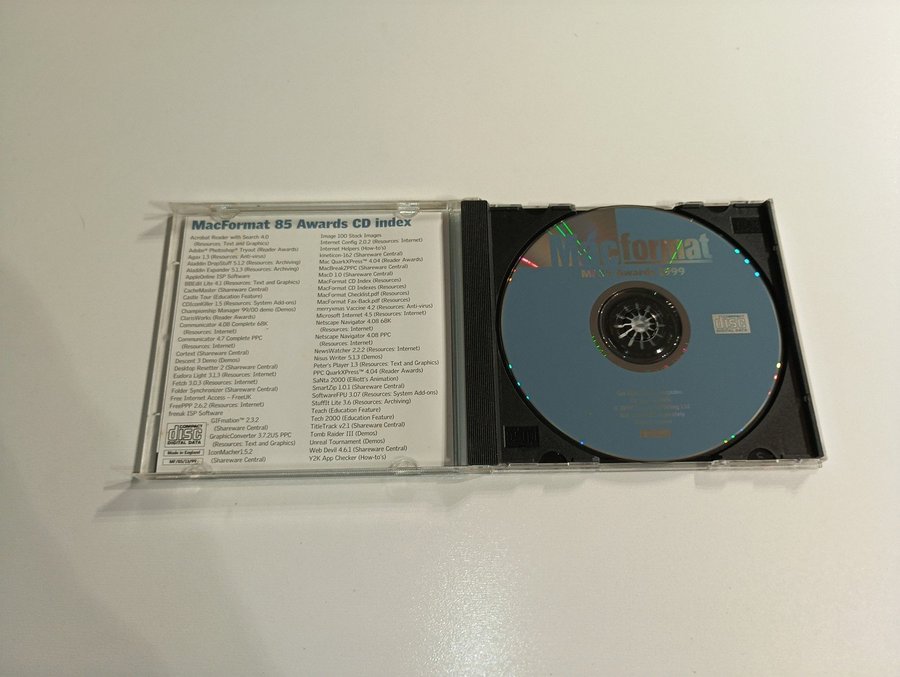 MacFormat 85 Awards CD index
Acrobat Reader with Search 4.0
(Resources: Text and Graphics)
Adobe® Photoshop® Tryout (Reader Awards)
Agax 1.3 (Resources: Anti-virus)
Aladdin DropStuff 5.1.2 (Resources: Archiving)
Aladdin Expander 5.1.3 (Resources: Archiving)
AppleOnline ISP Software
BBEdit Lite 4.1 (Resources: Text and Graphics)
CacheMaster (Shareware Central)
Castle Tour (Education Feature)
CDIconKiller 1.5 (Resources: System Add-ons)
Championship Manager 99/00 demo (Demos)
ClarisWorks (Reader Awards)
Communicator 4.08 Complete 68K
(Resources: Internet)
Communicator 4.7 Complete PPC
(Resources: Internet)
Cortext (Shareware Central)
Descent 3 Demo (Demos)
Desktop Resetter 2 (Shareware Central)
Eudora Light 3.1.3 (Resources: Internet)
Fetch 3.0.3 (Resources: Internet)
Folder Synchronizer (Shareware Central)
Free Internet Access – FreeUK
FreePPP 2.6.2 (Resources: Internet)
freeuk ISP Software
GIFmation™ 2.3.2
(Shareware Central)
GraphicConverter 3.7.2US PPC
(Resources: Text and Graphics)
IconMacher1.5.2
(Shareware Central)
COMPACT
disc
DIGITAL DATA
Made in England
MF/85/13/99
Image 100 Stock Images
Internet Config 2.0.2 (Resources: Internet)
Internet Helpers (How-to's)
kineticon-162 (Shareware Central)
Mac QuarkXPress™ 4.04 (Reader Awards)
MacBreakZPPC (Shareware Central)
MacD 1.0 (Shareware Central)
MacFormat CD Index (Resources)
MacFormat CD Indexes (Resources)
MacFormat Checklist.pdf (Resources)
MacFormat Fax-Back.pdf (Resources)
merryxmas Vaccine 4.2 (Resources: Anti-virus)
Microsoft Internet 4.5 (Resources: Internet)
Netscape Navigator 4.08 68K
(Resources: Internet)
Netscape Navigator 4.08 PPC
(Resources: Internet)
NewsWatcher 2.2.2 (Resources: Internet)
Nisus Writer 5.1.3 (Demos)
Peter's Player 1.3 (Resources: Text and Graphics)
PPC QuarkXPress™ 4.04 (Reader Awards)
SaNta 2000 (Elliott's Animation)
SmartZip 1.0.1 (Shareware Central)
SoftwareFPU 3.07 (Resources: System Add-ons)
StuffIt Lite 3.6 (Resources: Archiving)
Teach (Education Feature)
Tech 2000 (Education Feature)
TitleTrack v2.1 (Shareware Central)
Tomb Raider III (Demos)
Unreal Tournament (Demos)
Web Devil 4.6.1 (Shareware Central)
Y2K App Checker (How-to's)
Macformat
Awards 1999
disc
DIGITAL DATA